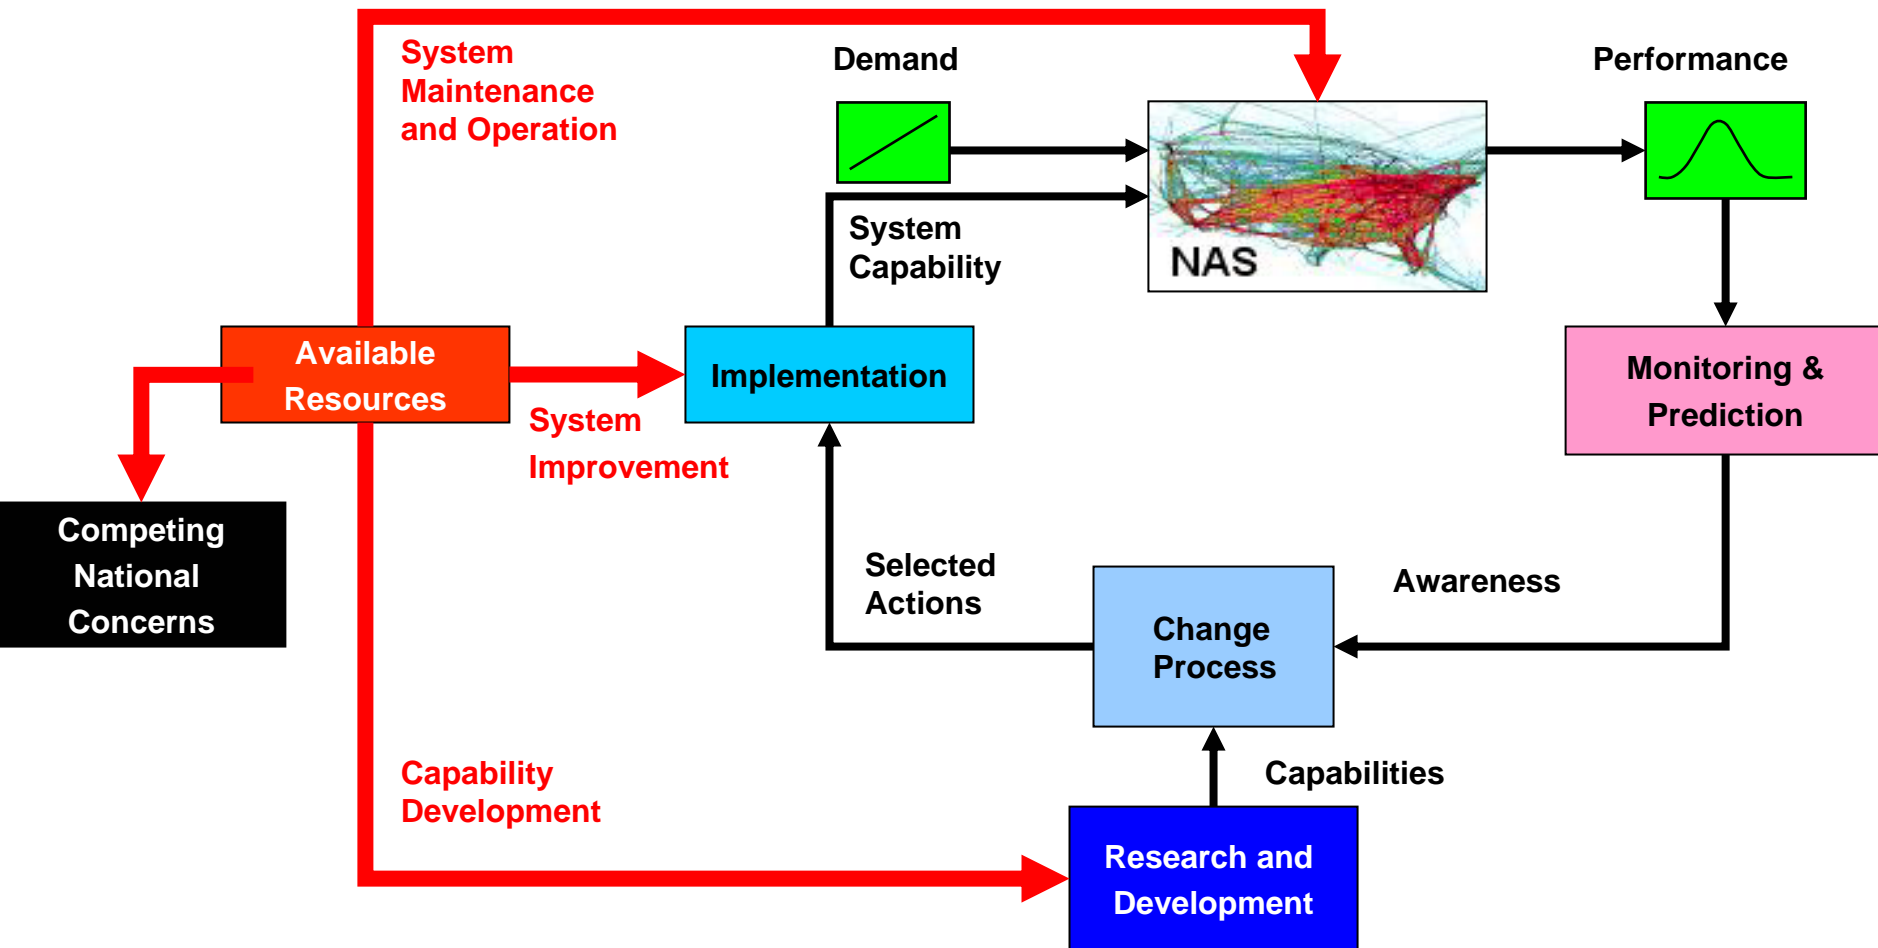 System
Maintenance
and Operation
Demand
Performance
NAS
System
Capability
Available
Resources
Implementation
Monitoring &
Prediction
System
Improvement
Competing
National
Concerns
Selected
Actions
Awareness
Change
Process
Capability
Development
Capabilities
Research and
Development